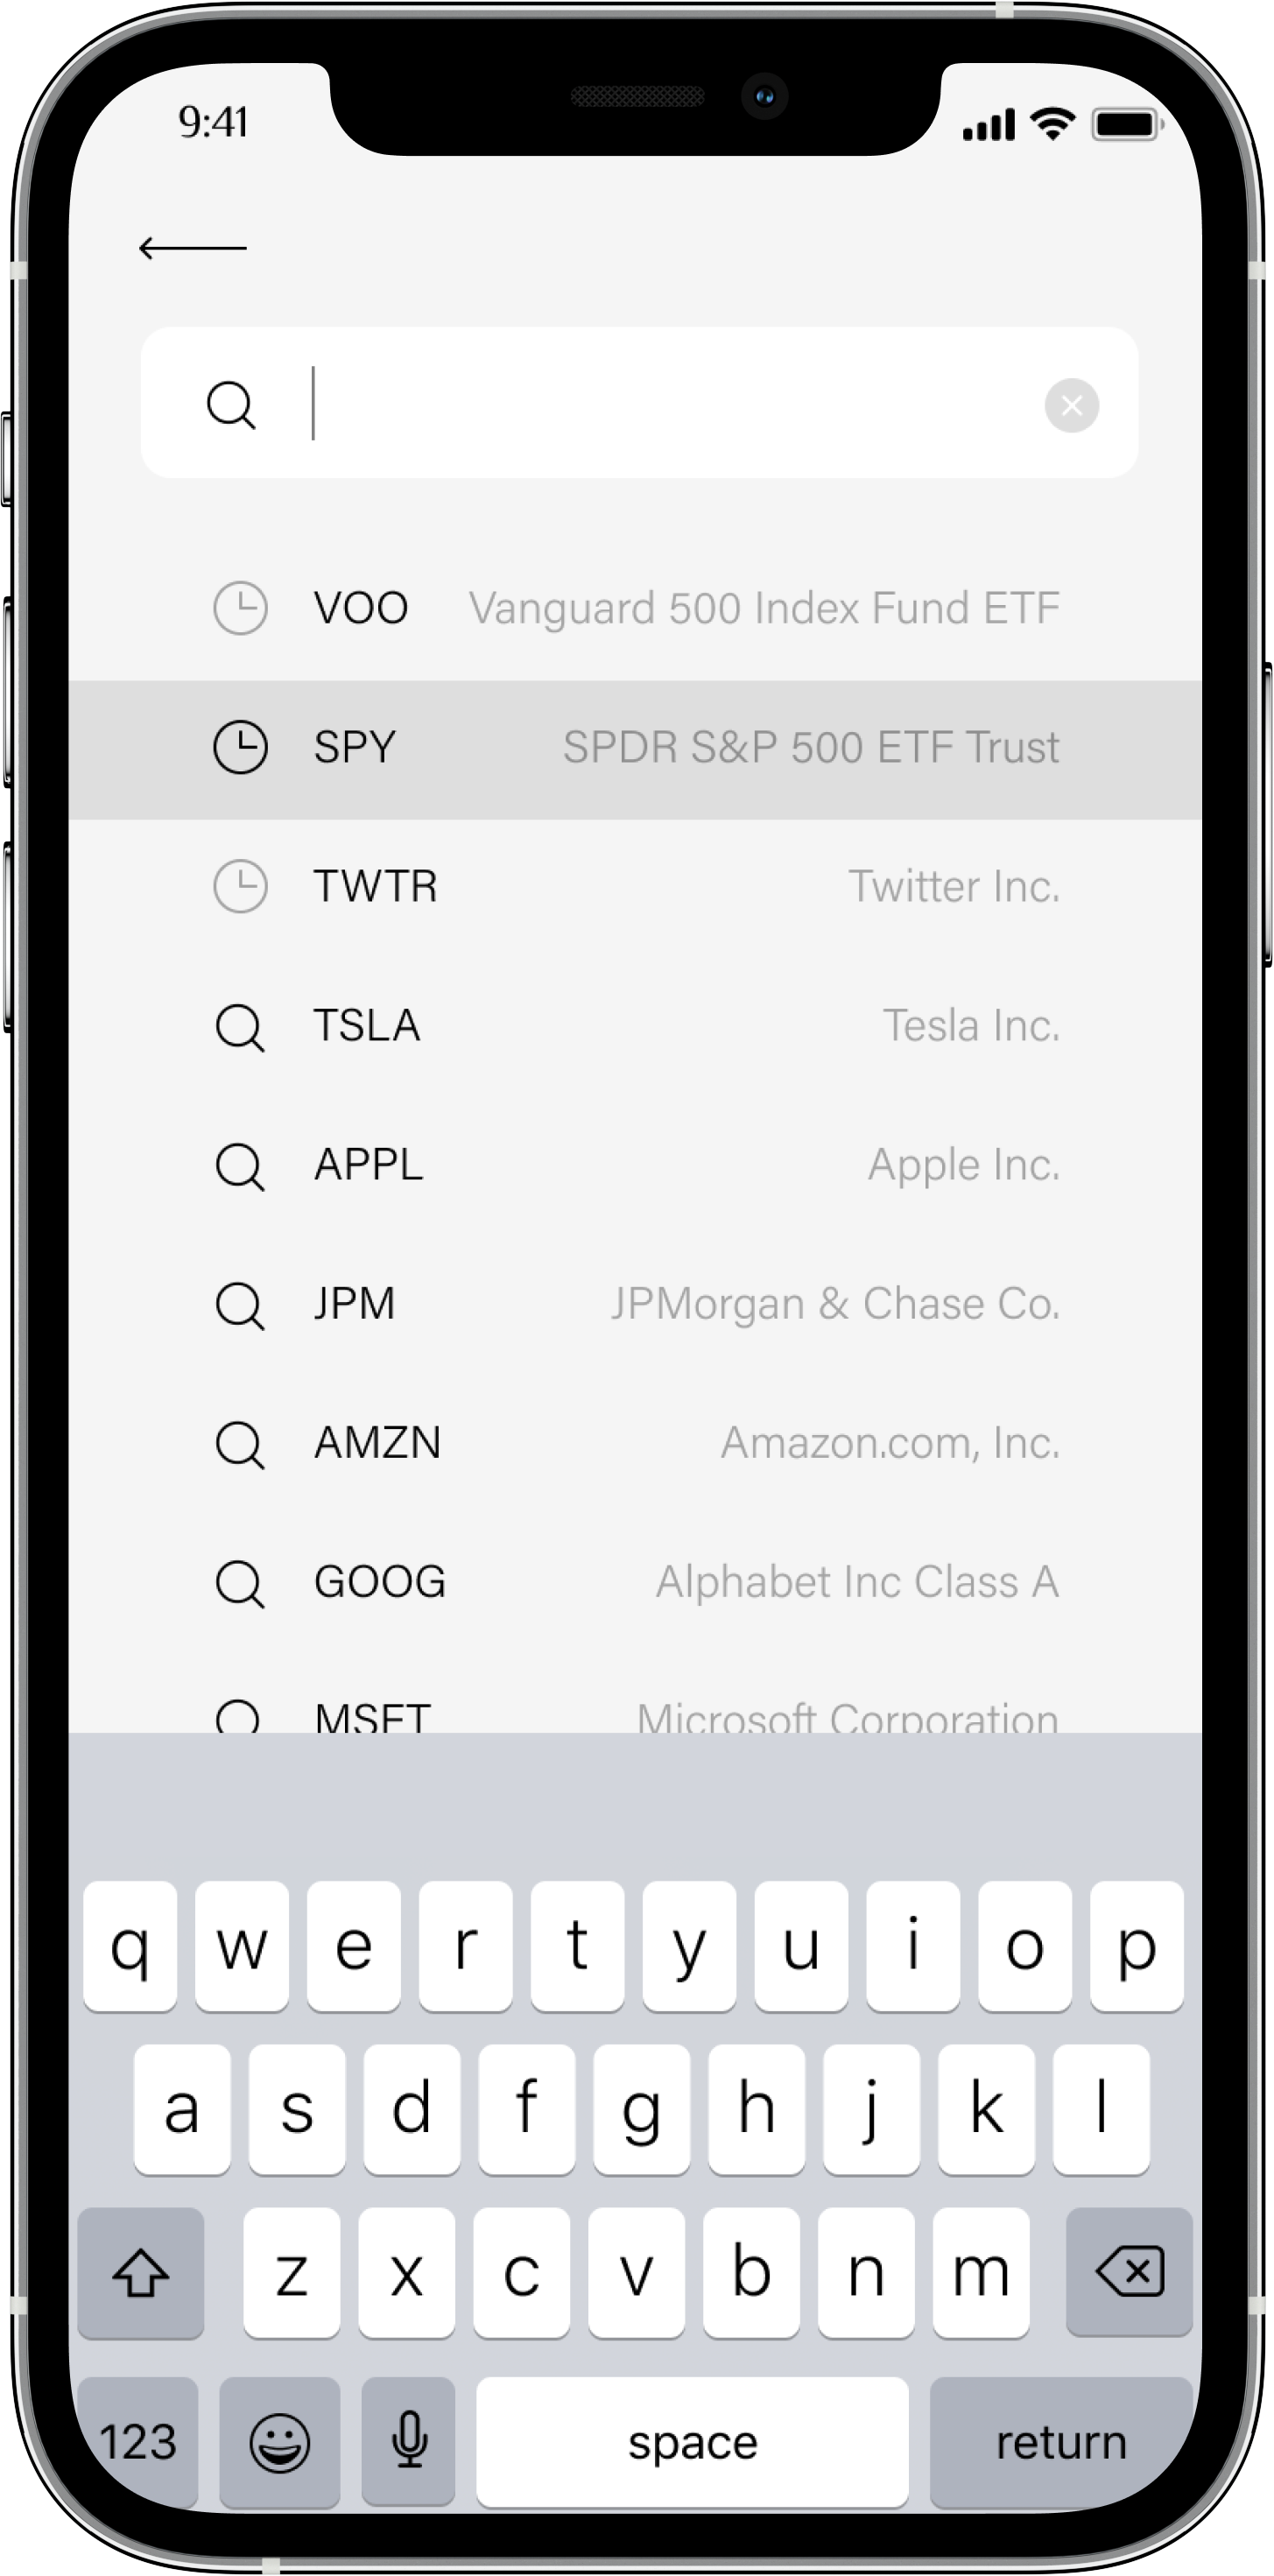 9:41
VOO Vanguard 500 Index Fund ETF
SPY SPDR S&P 500 ETF Trust
TWTR Twitter Inc.
TSLA Tesla Inc.
APPL Apple Inc.
JPM JPMorgan & Chase Co.
AMZN Amazon.com, Inc.
GOOG Alphabet Inc Class A
MSFT Microsoft Corporation
q w e r t y u i o p
a s d f g h j k l
z x c v b n m
123 space return